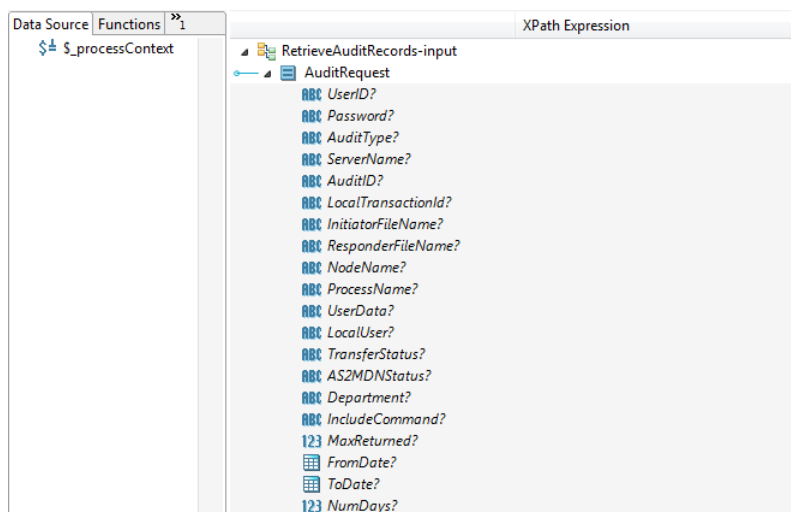 Data Source Functions »1
$_processContext
XPath Expression
RetrieveAuditRecords-input
AuditRequest
ABC UserID?
ABC Password?
ABC AuditType?
ABC ServerName?
ABC AuditID?
ABC LocalTransactionId?
ABC InitiatorFileName?
ABC ResponderFileName?
ABC NodeName?
ABC ProcessName?
ABC UserData?
ABC LocalUser?
ABC TransferStatus?
ABC AS2MDNStatus?
ABC Department?
ABC IncludeCommand?
123 MaxReturned?
FromDate?
ToDate?
123 NumDays?